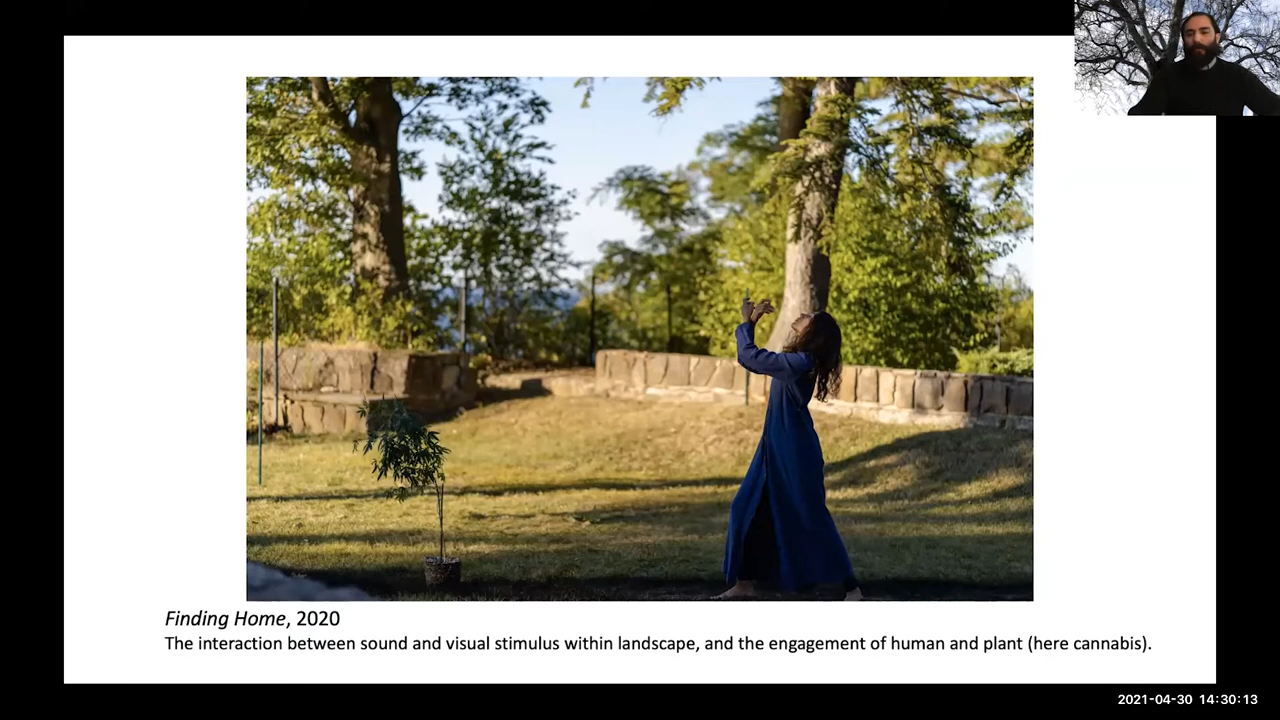 Finding Home, 2020
The interaction between sound and visual stimulus within landscape, and the engagement of human and plant (here cannabis).
2021-04-30 14:30:13